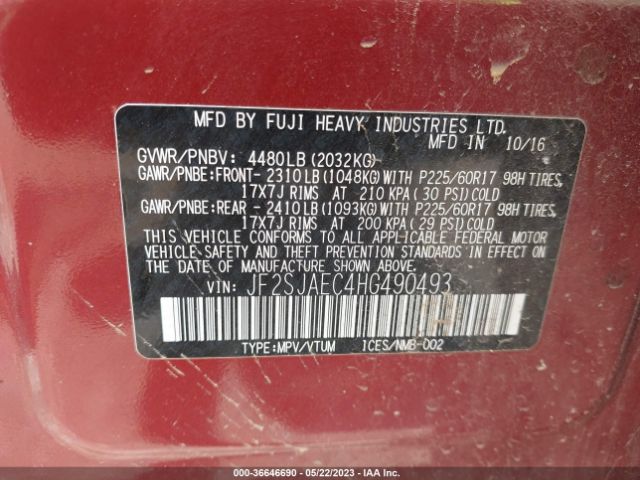 MFD BY FUJI HEAVY INDUSTRIES LTD.
MFD IN 10/16
GVWR/PNBV: 4480LB(2032KG)
GAWR/PNBE:FRONT- 2310LB(1048KG)WITH P225/60R17 98H TIRES,
17X7J RIMS AT 210 KPA(30 PSI)COLD
GAWR/PNBE:REAR - 2410LB(1093KG)WITH P225/60R17 98H TIRES,
17X7J RIMS AT 200 KPA(29 PSI)COLD
THIS VEHICLE CONFORMS TO ALL APPLICABLE FEDERAL MOTOR
VEHICLE SAFETY BUMPER, AND THEFT PREVENTION STANDARDS IN EFFECT ON
THE DATE OF MANUFACTURE SHOWN ABOVE.
VIN: JF2SJAEC4HG490493
TYPE:MPV/VTUM ICES/NMB-002
000-36646690 - 05/22/2023 - IAA Inc.